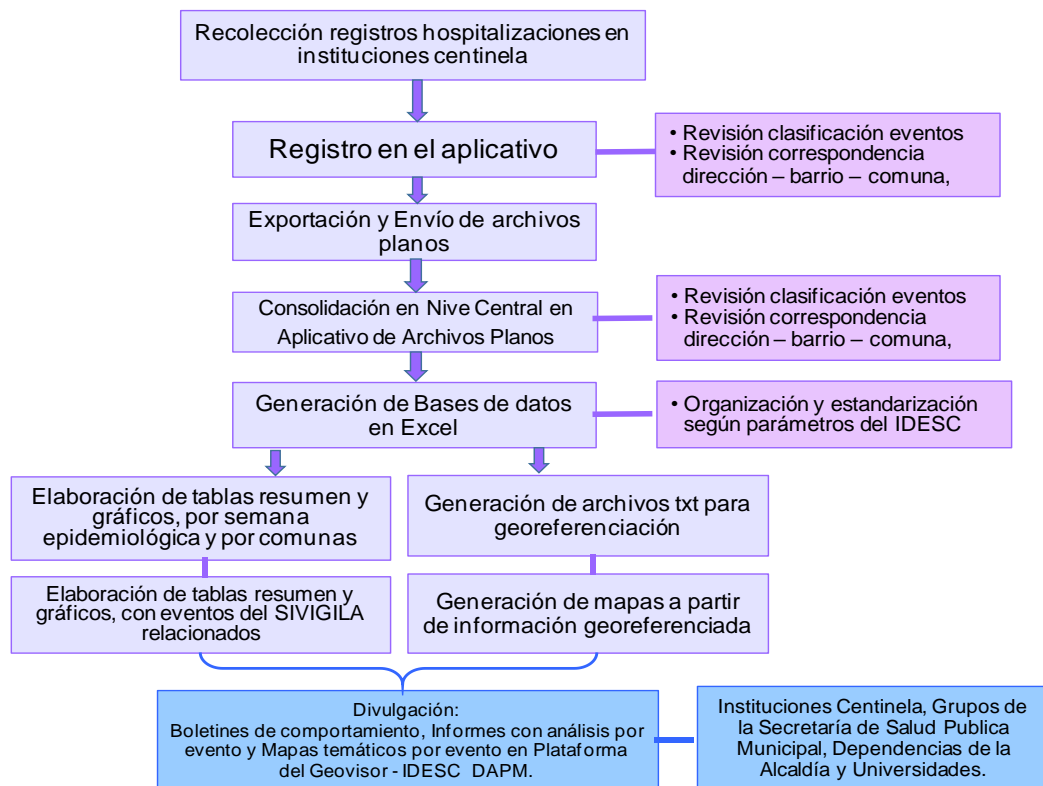 Recolección registros hospitalizaciones en
instituciones centinela
Registro en el aplicativo
• Revisión clasificación eventos
• Revisión correspondencia
dirección – barrio – comuna,
Exportación y Envío de archivos
planos
Consolidación en Nive Central en
Aplicativo de Archivos Planos
• Revisión clasificación eventos
• Revisión correspondencia
dirección – barrio – comuna,
Generación de Bases de datos
en Excel
• Organización y estandarización
según parámetros del IDESC
Elaboración de tablas resumen y
gráficos, por semana
epidemiológica y por comunas
Generación de archivos txt para
georeferenciación
Elaboración de tablas resumen y
gráficos, con eventos del SIVIGILA
relacionados
Generación de mapas a partir
de información georeferenciada
Divulgación:
Boletines de comportamiento, Informes con análisis por
evento y Mapas temáticos por evento en Plataforma
del Geovisor - IDESC DAPM.
Instituciones Centinela, Grupos de
la Secretaría de Salud Publica
Municipal, Dependencias de la
Alcaldía y Universidades.